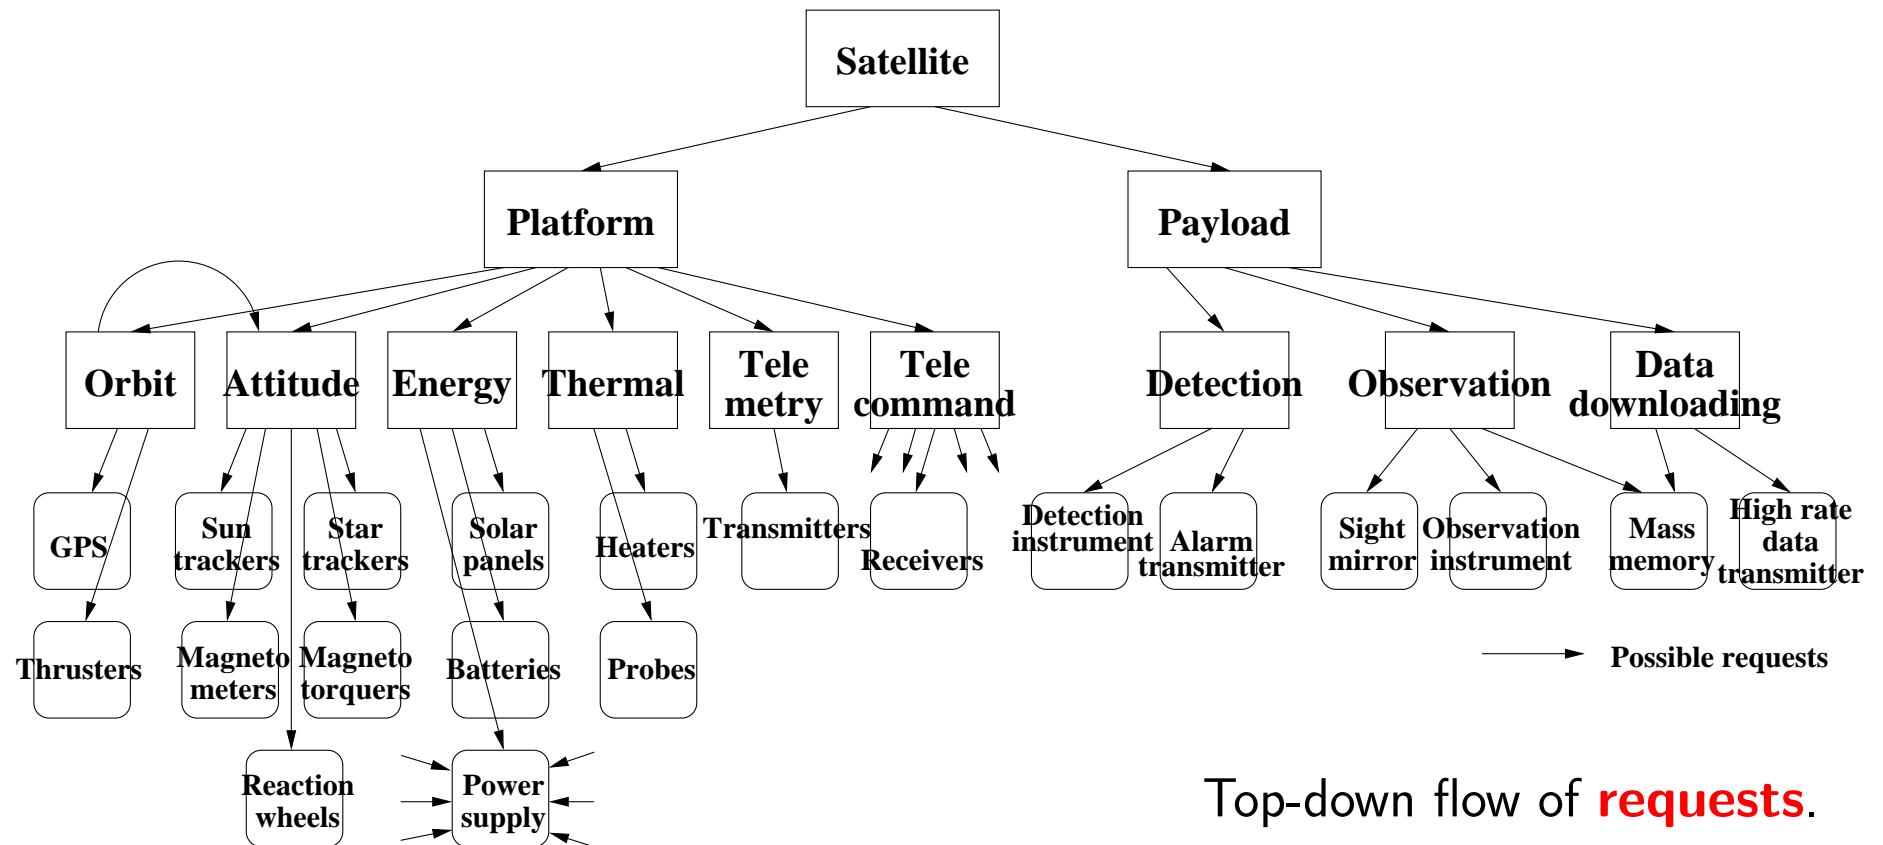 Satellite
Platform
Payload
Orbit
Attitude
Energy
Thermal
Tele
metry
Tele
command
Detection
Observation
Data
downloading
GPS
Sun
trackers
Star
trackers
Solar
panels
Heaters
Transmitters
Receivers
Detection
instrument
Alarm
transmitter
Sight
mirror
Observation
instrument
Mass
memory
High rate
data
transmitter
Thrusters
Magneto
meters
Magneto
torquers
Batteries
Probes
Possible requests
Reaction
wheels
Power
supply
Top-down flow of requests.